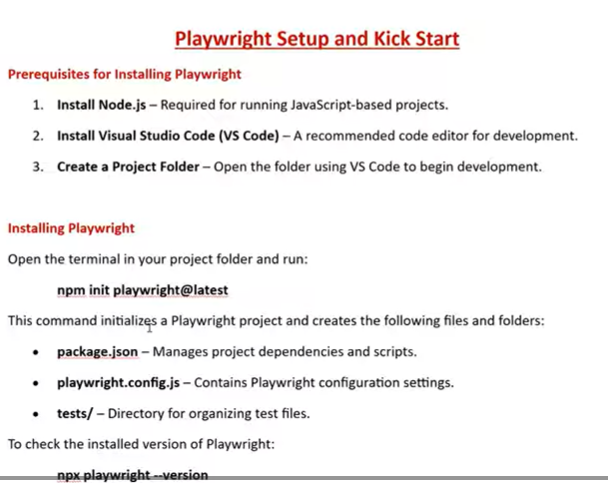 Playwright Setup and Kick Start
Prerequisites for Installing Playwright
1. Install Node.js – Required for running JavaScript-based projects.
2. Install Visual Studio Code (VS Code) – A recommended code editor for development.
3. Create a Project Folder – Open the folder using VS Code to begin development.
Installing Playwright
Open the terminal in your project folder and run:
npm init playwright@latest
This command initializes a Playwright project and creates the following files and folders:
• package.json – Manages project dependencies and scripts.
• playwright.config.js – Contains Playwright configuration settings.
• tests/ – Directory for organizing test files.
To check the installed version of Playwright:
npx playwright --version